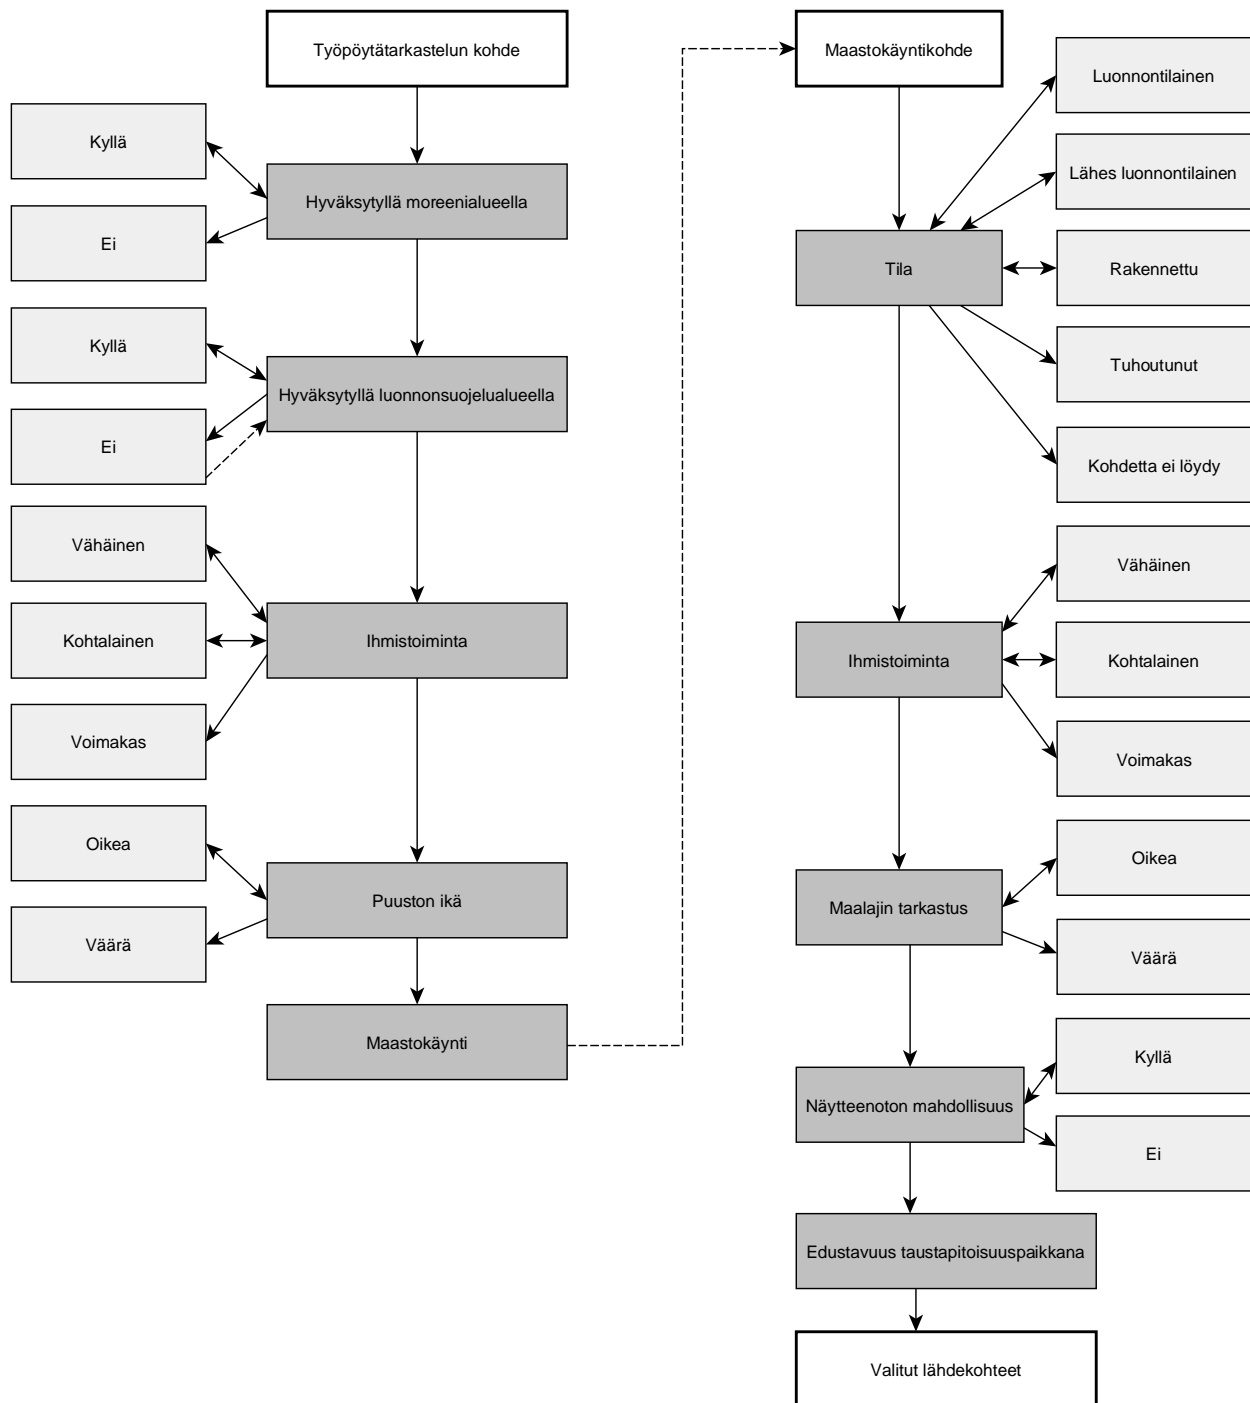 Työpöytätarkastelun kohde
Kyllä
Hyväksytyllä moreenialueella
Ei
Kyllä
Hyväksytyllä luonnonsuojelualueella
Ei
Vähäinen
Kohtalainen
Ihmistoiminta
Voimakas
Oikea
Puuston ikä
Väärä
Maastokäynti
Maastokäyntikohde
Luonnontilainen
Lähes luonnontilainen
Tila
Rakennettu
Tuhoutunut
Kohdetta ei löydy
Vähäinen
Ihmistoiminta
Kohtalainen
Voimakas
Oikea
Maalajin tarkastus
Väärä
Kyllä
Näytteenoton mahdollisuus
Ei
Edustavuus taustapitoisuuspaikkana
Valitut lähdekohteet